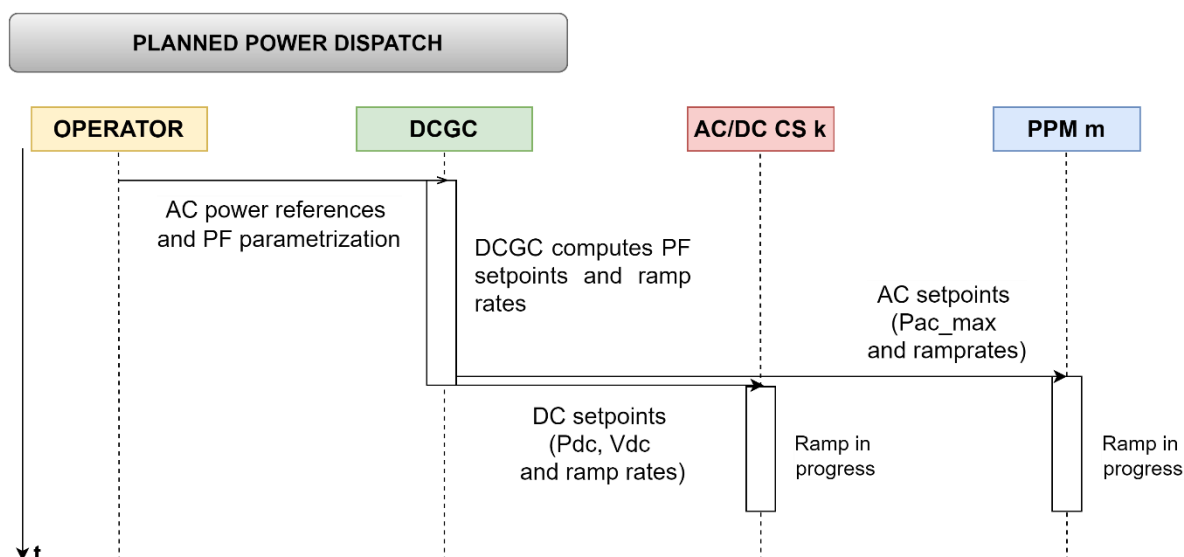 PLANNED POWER DISPATCH
OPERATOR
DCGC
AC/DC CS k
PPM m
AC power references
and PF parametrization
DCGC computes PF
setpoints and ramp
rates
AC setpoints
(Pac_max
and ramprates)
DC setpoints
(Pdc, Vdc
and ramp rates)
Ramp in
progress
Ramp in
progress
t